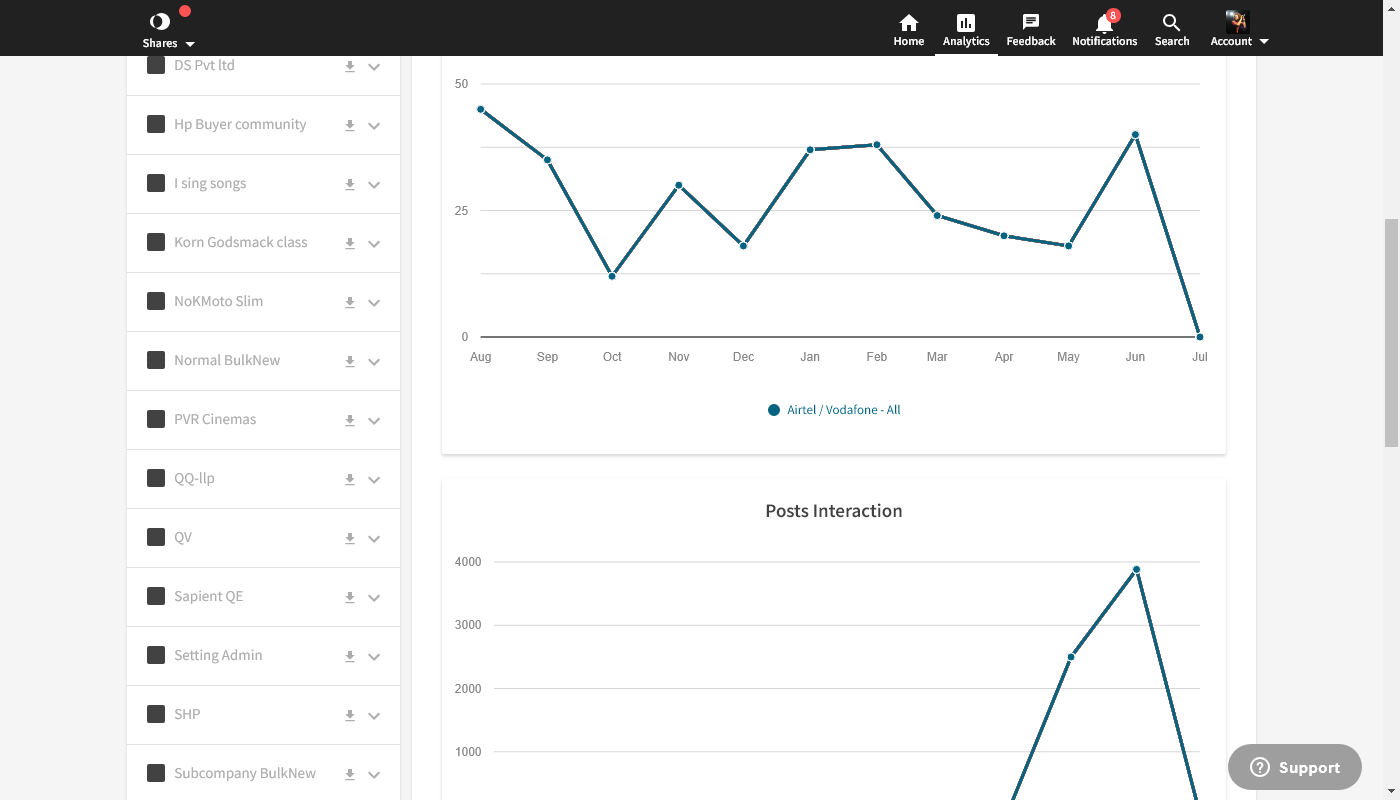 Shares
Home
Analytics
Feedback
8
Notifications
Search
Account
DS Pvt ltd
Hp Buyer community
I sing songs
Korn Godsmack class
NoKMoto Slim
Normal BulkNew
PVR Cinemas
QQ-llp
QV
Sapient QE
Setting Admin
SHP
Subcompany BulkNew
50
25
0
Aug Sep Oct Nov Dec Jan Feb Mar Apr May Jun Jul
Airtel / Vodafone - All
Posts Interaction
4000
3000
2000
1000
Support